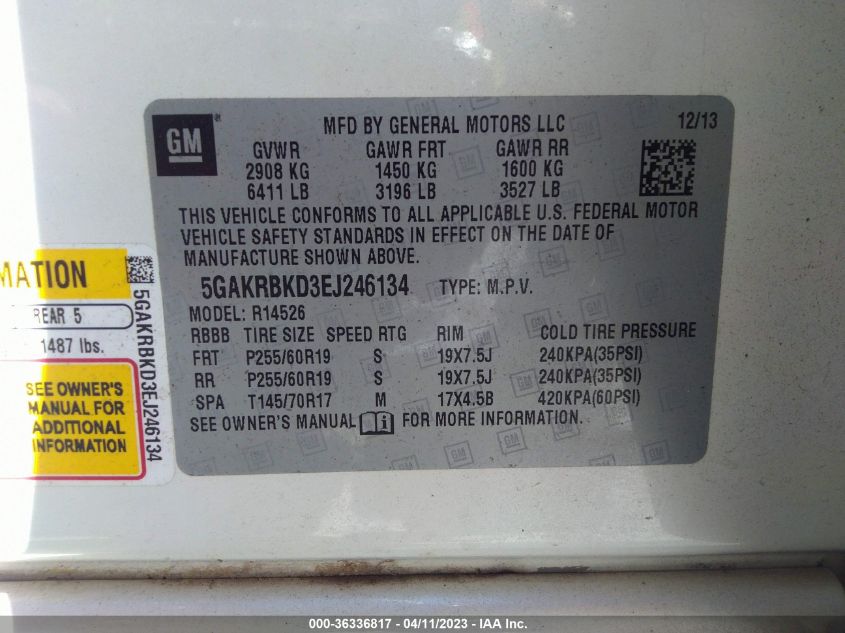 GM
MFD BY GENERAL MOTORS LLC 12/13
GVWR GAWR FRT GAWR RR
2908 KG 1450 KG 1600 KG
6411 LB 3196 LB 3527 LB
THIS VEHICLE CONFORMS TO ALL APPLICABLE U.S. FEDERAL MOTOR
VEHICLE SAFETY STANDARDS IN EFFECT ON THE DATE OF
MANUFACTURE SHOWN ABOVE.
5GAKRBKD3EJ246134 TYPE: M.P.V.
MODEL: R14526
RBBB TIRE SIZE SPEED RTG RIM COLD TIRE PRESSURE
FRT P255/60R19 S 19X7.5J 240KPA(35PSI)
RR P255/60R19 S 19X7.5J 240KPA(35PSI)
SPA T145/70R17 M 17X4.5B 420KPA(60PSI)
SEE OWNER'S MANUAL FOR MORE INFORMATION.
MATION
REAR 5
1487 lbs.
SEE OWNER'S
MANUAL FOR
ADDITIONAL
INFORMATION
5GAKRBKD3EJ246134
000-36336817 - 04/11/2023 - IAA Inc.